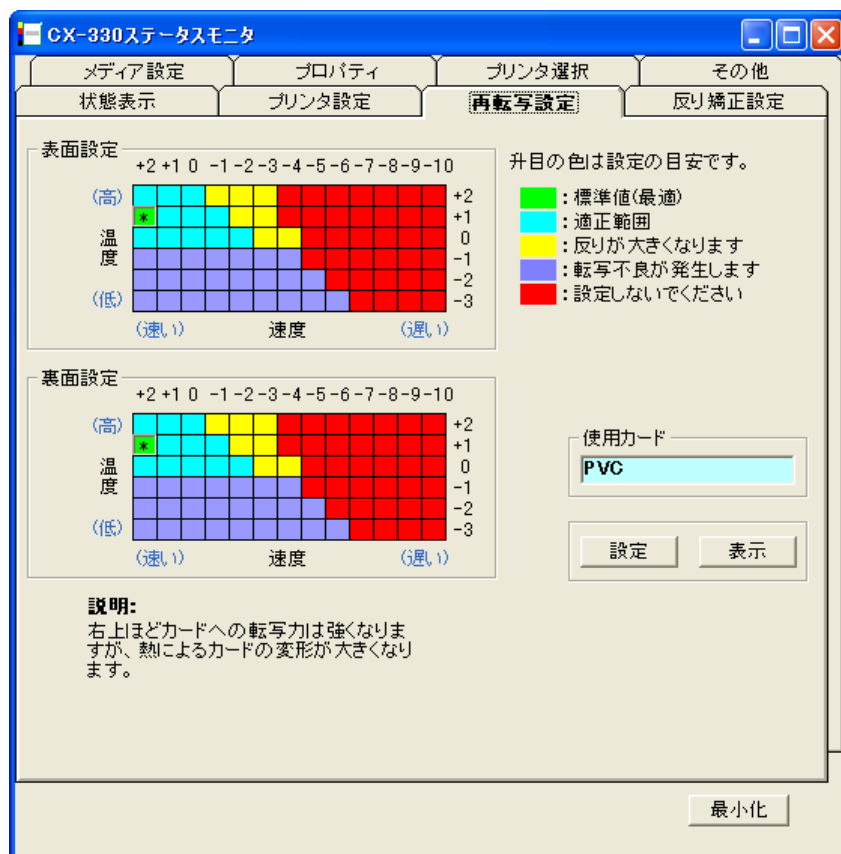 CX-330ステータスモニタ
メディア設定 プロパティ プリンタ選択 その他
状態表示 プリンタ設定 再転写設定 反り矯正設定
表面設定
+2 +1 0 -1 -2 -3 -4 -5 -6 -7 -8 -9 -10
(高)
温度
(低)
*
+2
+1
0
-1
-2
-3
(速い) 速度 (遅い)
升目の色は設定の目安です。
:標準値(最適)
:適正範囲
:反りが大きくなります
:転写不良が発生します
:設定しないでください
裏面設定
+2 +1 0 -1 -2 -3 -4 -5 -6 -7 -8 -9 -10
(高)
温度
(低)
*
+2
+1
0
-1
-2
-3
(速い) 速度 (遅い)
使用カード
PVC
設定 表示
説明:
右上ほどカードへの転写力は強くなりま
すが、熱によるカードの変形が大きくなり
ます。
最小化